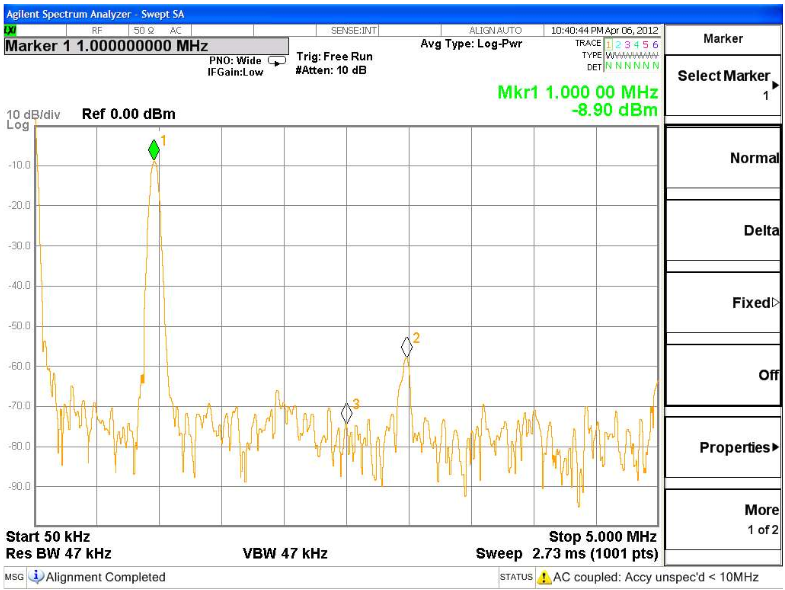 Agilent Spectrum Analyzer - Swept SA
LXI RF 50 Ω AC SENSE:INT ALIGN AUTO 10:40:44 PM Apr 06, 2012
Marker 1 1.000000000 MHz
PNO: Wide
IFGain:Low
Trig: Free Run
#Atten: 10 dB
Avg Type: Log-Pwr
TRACE 1 2 3 4 5 6
TYPE WWWWWW
DET N N N N N N
Mkr1 1.000 00 MHz
-8.90 dBm
10 dB/div Ref 0.00 dBm
Log
1
-10.0
-20.0
-30.0
-40.0
-50.0
2
-60.0
3
-70.0
-80.0
-90.0
Start 50 kHz Stop 5.000 MHz
Res BW 47 kHz VBW 47 kHz Sweep 2.73 ms (1001 pts)
MSG Alignment Completed STATUS AC coupled: Accy unspec'd < 10MHz
Marker
Select Marker
1
Normal
Delta
Fixed
Off
Properties
More
1 of 2